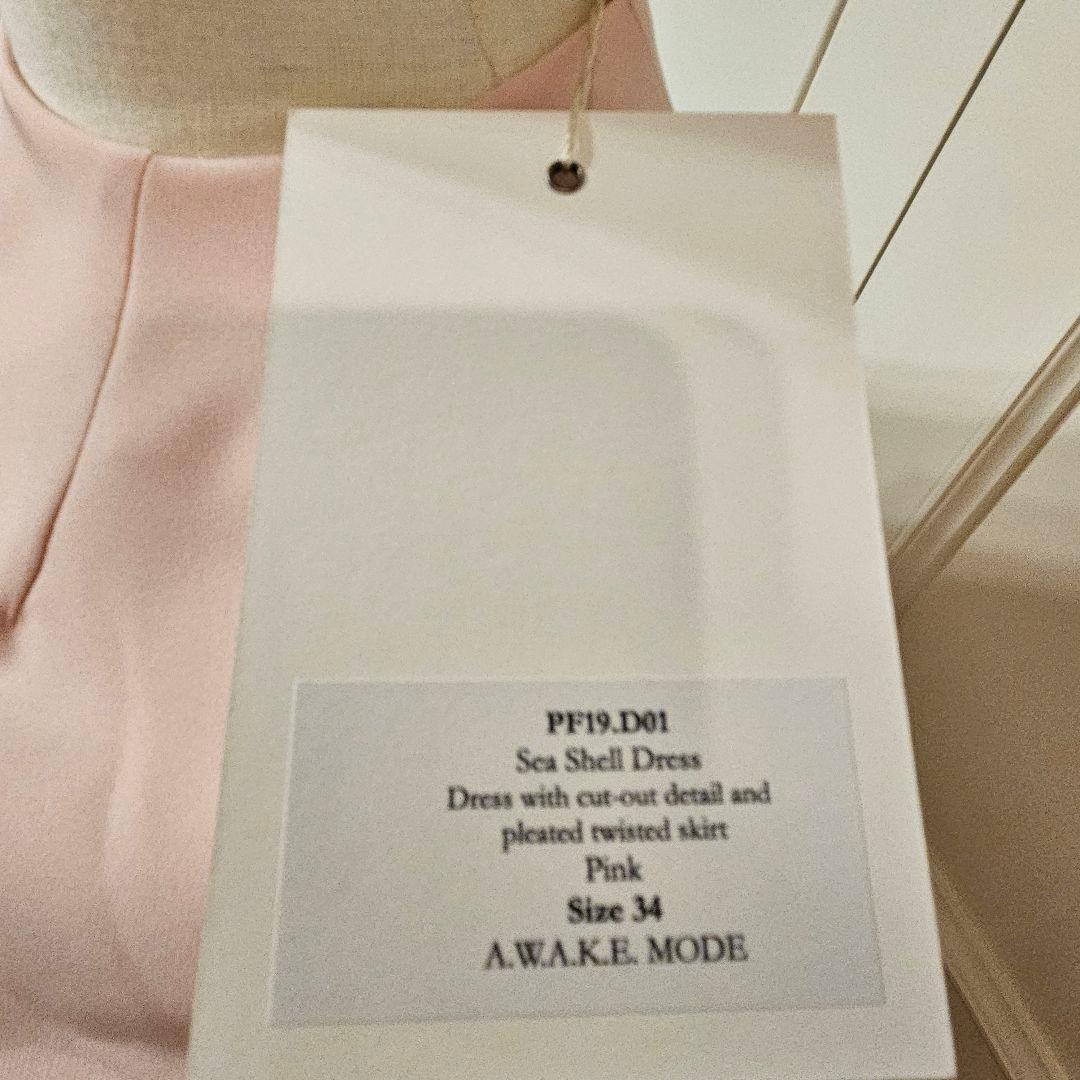 PF19.D01
Sea Shell Dress
Dress with cut-out detail and
pleated twisted skirt
Pink
Size 34
A.W.A.K.E. MODE